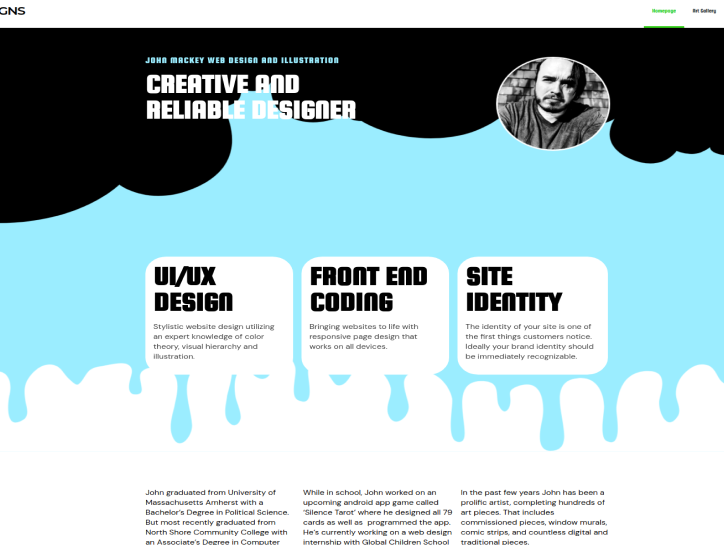 GNS
Homepage
Art Gallery
JOHN MACKEY WEB DESIGN AND ILLUSTRATION
CREATIVE AND
RELIABLE DESIGNER
UI/UX
DESIGN
Stylistic website design utilizing
an expert knowledge of color
theory, visual hierarchy and
illustration.
FRONT END
CODING
Bringing websites to life with
responsive page design that
works on all devices.
SITE
IDENTITY
The identity of your site is one of
the first things customers notice.
Ideally your brand identity should
be immediately recognizable.
John graduated from University of
Massachusetts Amherst with a
Bachelor's Degree in Political Science.
But most recently graduated from
North Shore Community College with
an Associate's Degree in Computer
While in school, John worked on an
upcoming android app game called
'Silence Tarot' where he designed all 79
cards as well as programmed the app.
He's currently working on a web design
internship with Global Children School
In the past few years John has been a
prolific artist, completing hundreds of
art pieces. That includes
commissioned pieces, window murals,
comic strips, and countless digital and
traditional pieces.